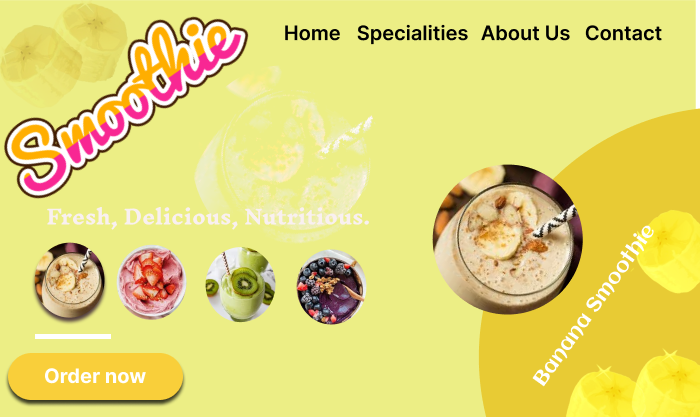 Smoothie
Home Specialities About Us Contact
Fresh, Delicious, Nutritious.
Banana Smoothie
Order now